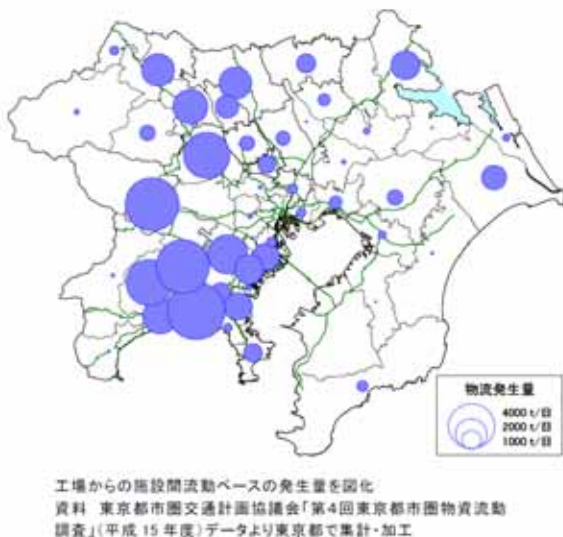 物流発生量
4000 t/日
2000 t/日
1000 t/日
工場からの施設間流動ベースの発生量を図化
資料 東京都市圏交通計画協議会「第4回東京都市圏物資流動
調査」(平成 15 年度)データより東京都で集計・加工